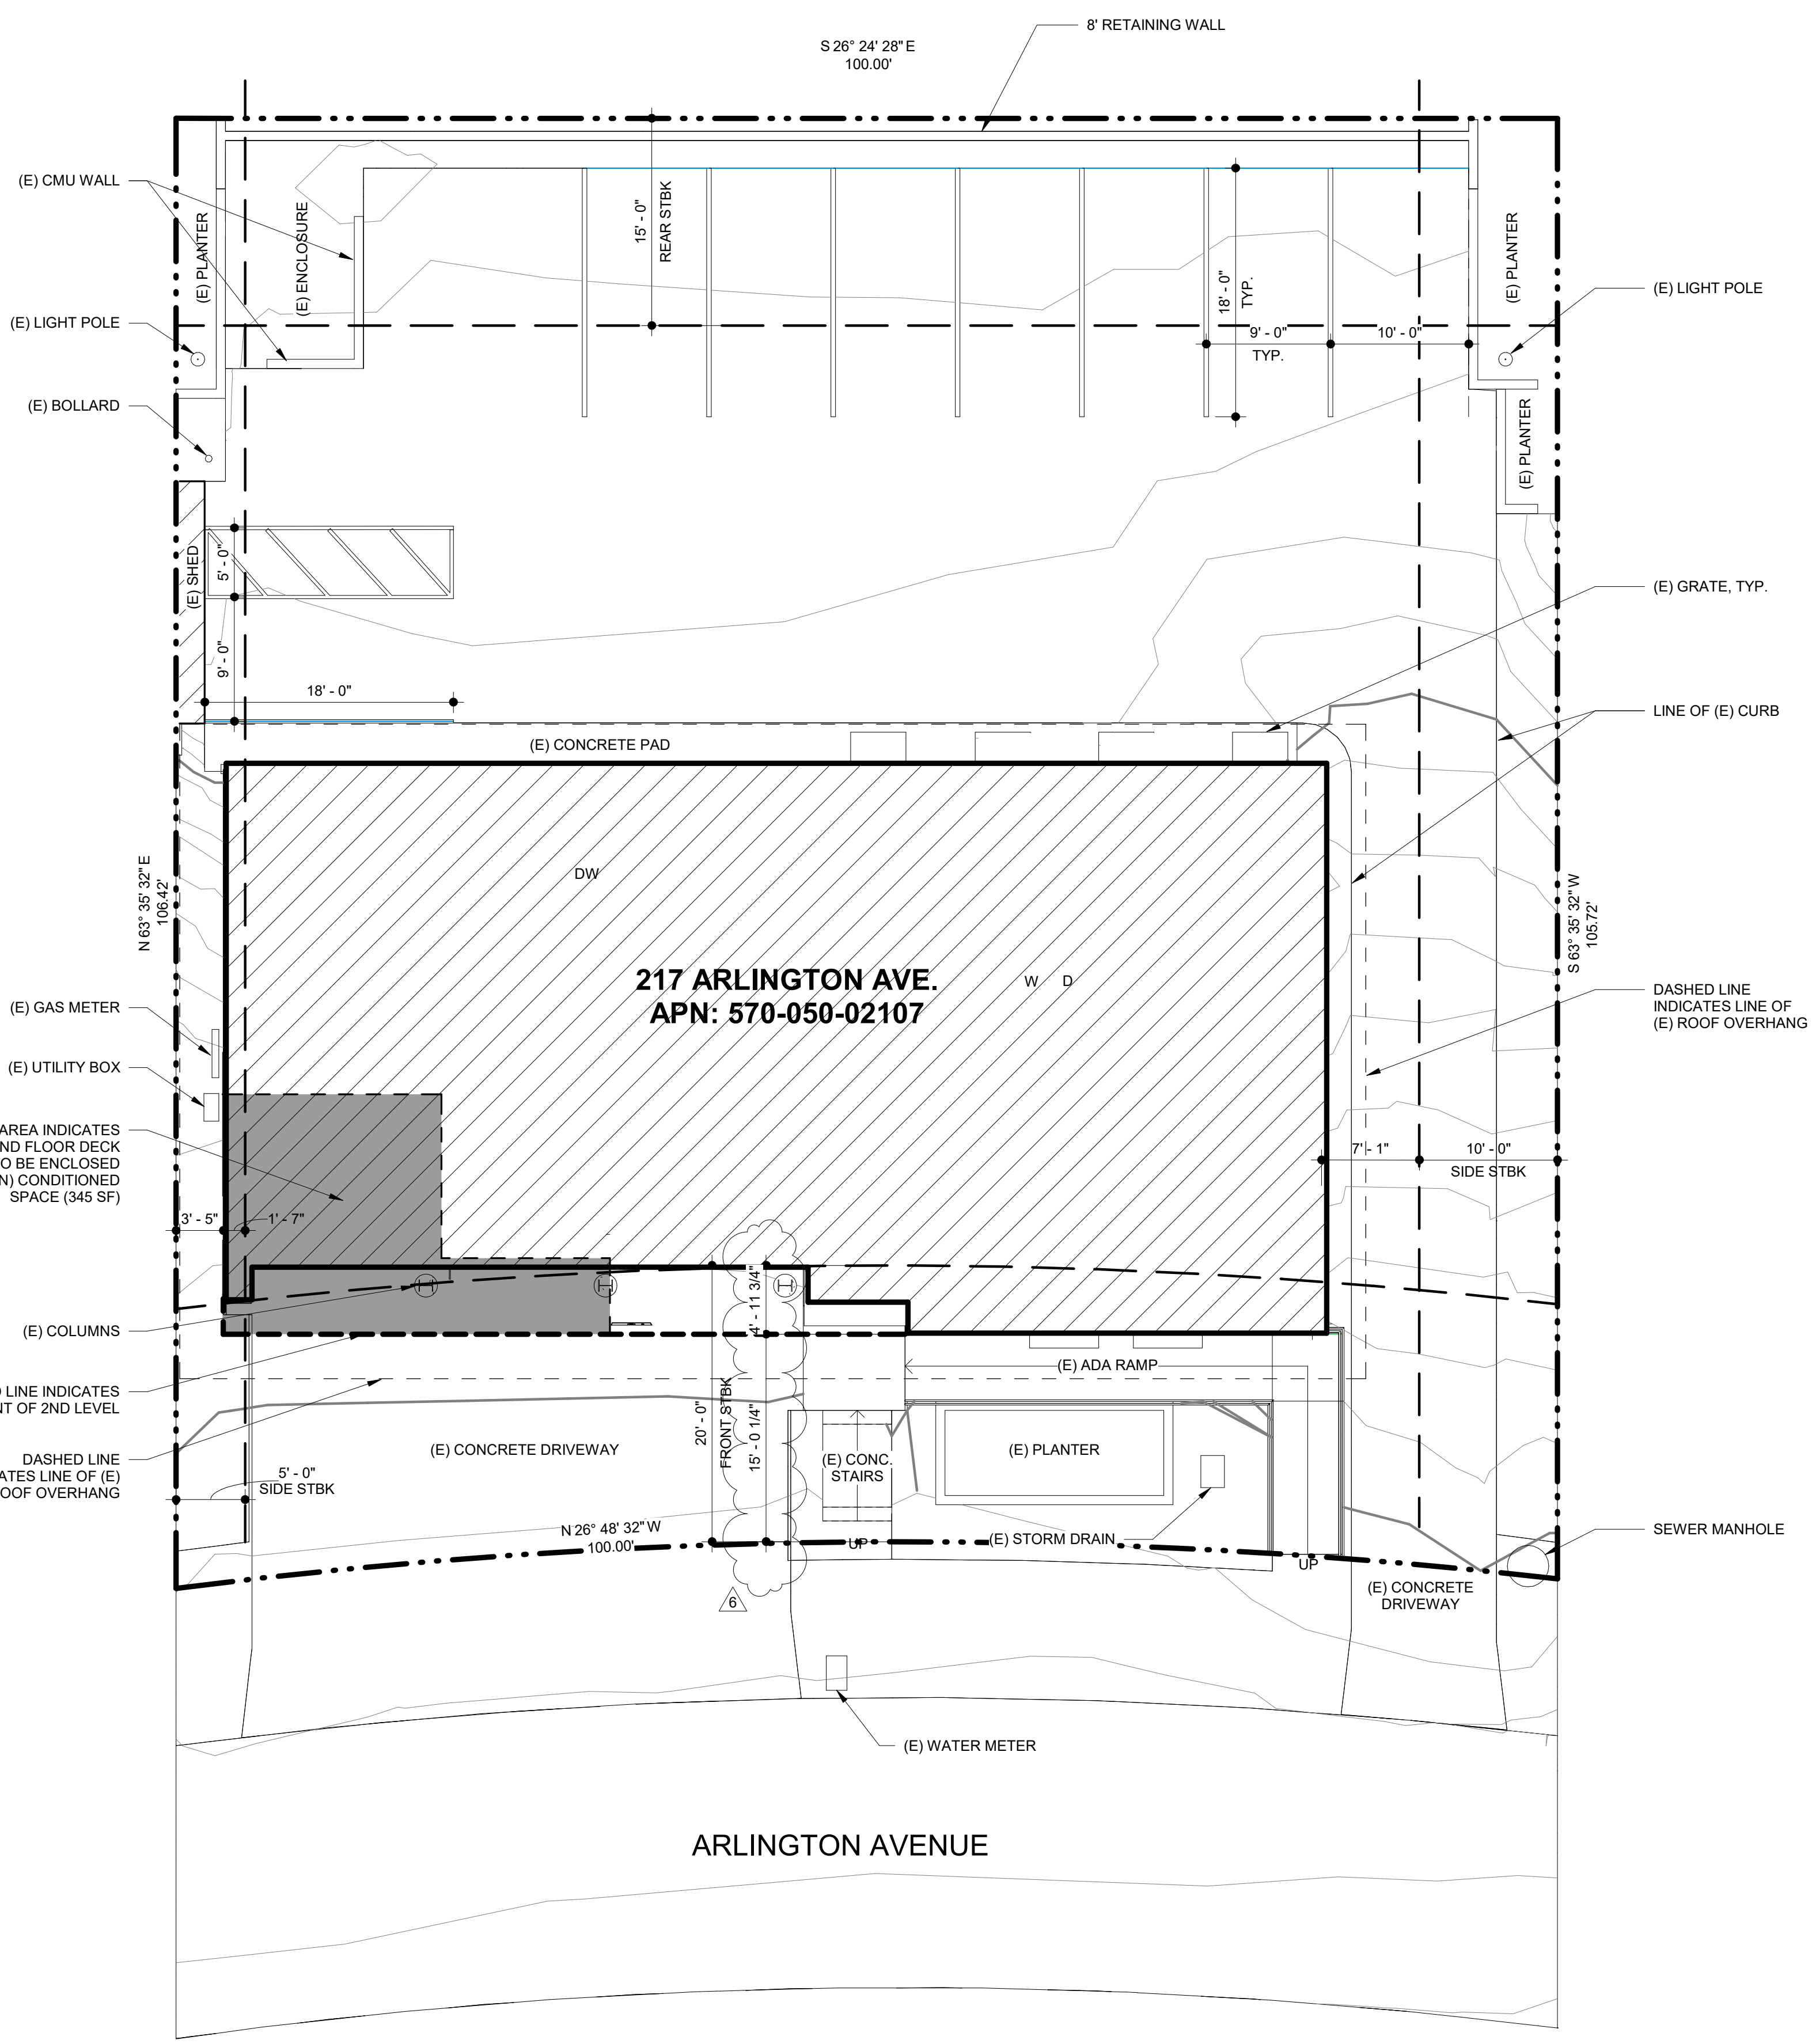 8' RETAINING WALL
S 26° 24' 28" E
100.00'
(E) CMU WALL
(E) PLANTER
(E) ENCLOSURE
15' - 0"
REAR STBK
18' - 0"
TYP.
(E) PLANTER
(E) LIGHT POLE
(E) LIGHT POLE
9' - 0"
TYP.
10' - 0"
(E) BOLLARD
(E) PLANTER
(E) SHED
5' - 0"
(E) GRATE, TYP.
9' - 0"
18' - 0"
LINE OF (E) CURB
(E) CONCRETE PAD
DW
N 63° 35' 32" E
106.42'
S 63° 35' 32" W
105.72'
217 ARLINGTON AVE.
APN: 570-050-02107
W D
(E) GAS METER
DASHED LINE
INDICATES LINE OF
(E) ROOF OVERHANG
(E) UTILITY BOX
AREA INDICATES
ND FLOOR DECK
O BE ENCLOSED
N) CONDITIONED
SPACE (345 SF)
7' - 1"
10' - 0"
SIDE STBK
3' - 5"
1' - 7"
4' - 11 3/4"
(E) COLUMNS
(E) ADA RAMP
LINE INDICATES
NT OF 2ND LEVEL
20' - 0"
FRONT STBK
15' - 0 1/4"
(E) CONCRETE DRIVEWAY
(E) CONC.
STAIRS
(E) PLANTER
DASHED LINE
ATES LINE OF (E)
OOF OVERHANG
5' - 0"
SIDE STBK
N 26° 48' 32" W
100.00'
UP
(E) STORM DRAIN
SEWER MANHOLE
UP
(E) CONCRETE
DRIVEWAY
6
(E) WATER METER
ARLINGTON AVENUE